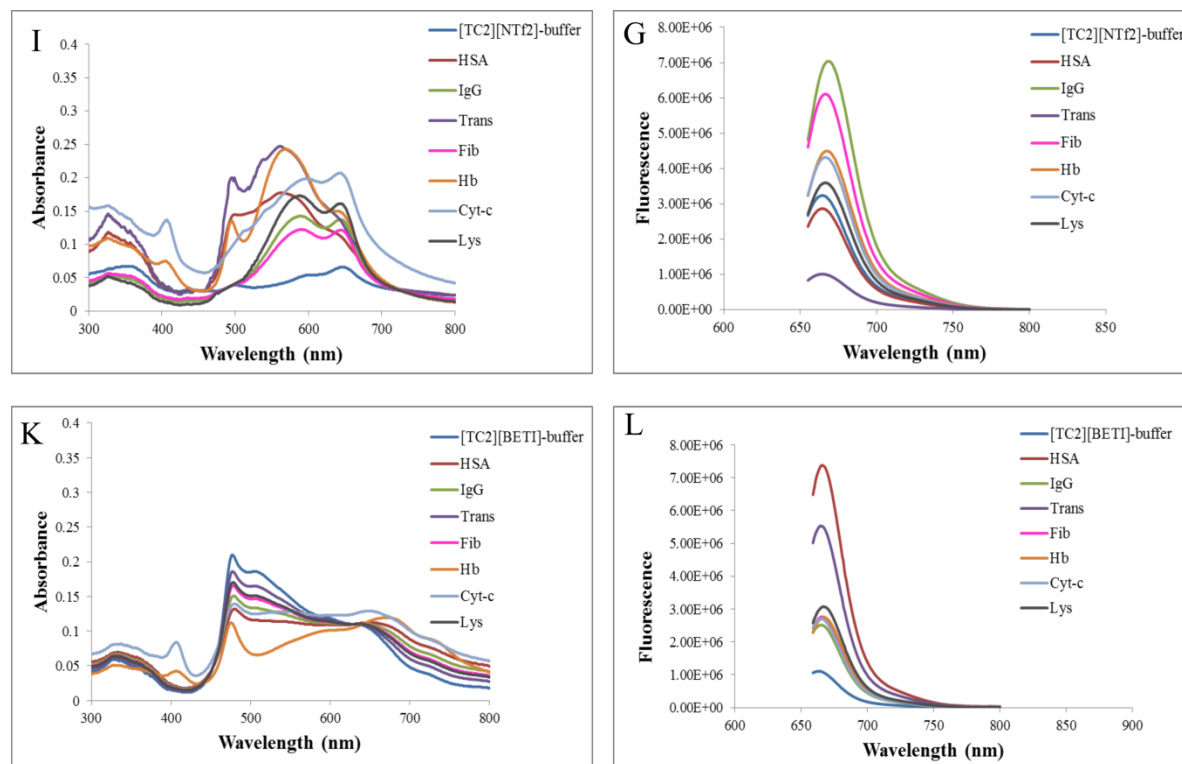 I
0.4
0.35
0.3
0.25
0.2
0.15
0.1
0.05
0
300
400
500
600
700
800
Absorbance
Wavelength (nm)
[TC2][NTf2]-buffer
HSA
IgG
Trans
Fib
Hb
Cyt-c
Lys
G
8.00E+06
7.00E+06
6.00E+06
5.00E+06
4.00E+06
3.00E+06
2.00E+06
1.00E+06
0.00E+00
600
650
700
750
800
850
Fluorescence
Wavelength (nm)
[TC2][NTf2]-buffer
HSA
IgG
Trans
Fib
Hb
Cyt-c
Lys
K
0.4
0.35
0.3
0.25
0.2
0.15
0.1
0.05
0
300
400
500
600
700
800
Absorbance
Wavelength (nm)
[TC2][BETI]-buffer
HSA
IgG
Trans
Fib
Hb
Cyt-c
Lys
L
8.00E+06
7.00E+06
6.00E+06
5.00E+06
4.00E+06
3.00E+06
2.00E+06
1.00E+06
0.00E+00
600
650
700
750
800
850
900
Fluorescence
Wavelength (nm)
[TC2][BETI]-buffer
HSA
IgG
Trans
Fib
Hb
Cyt-c
Lys